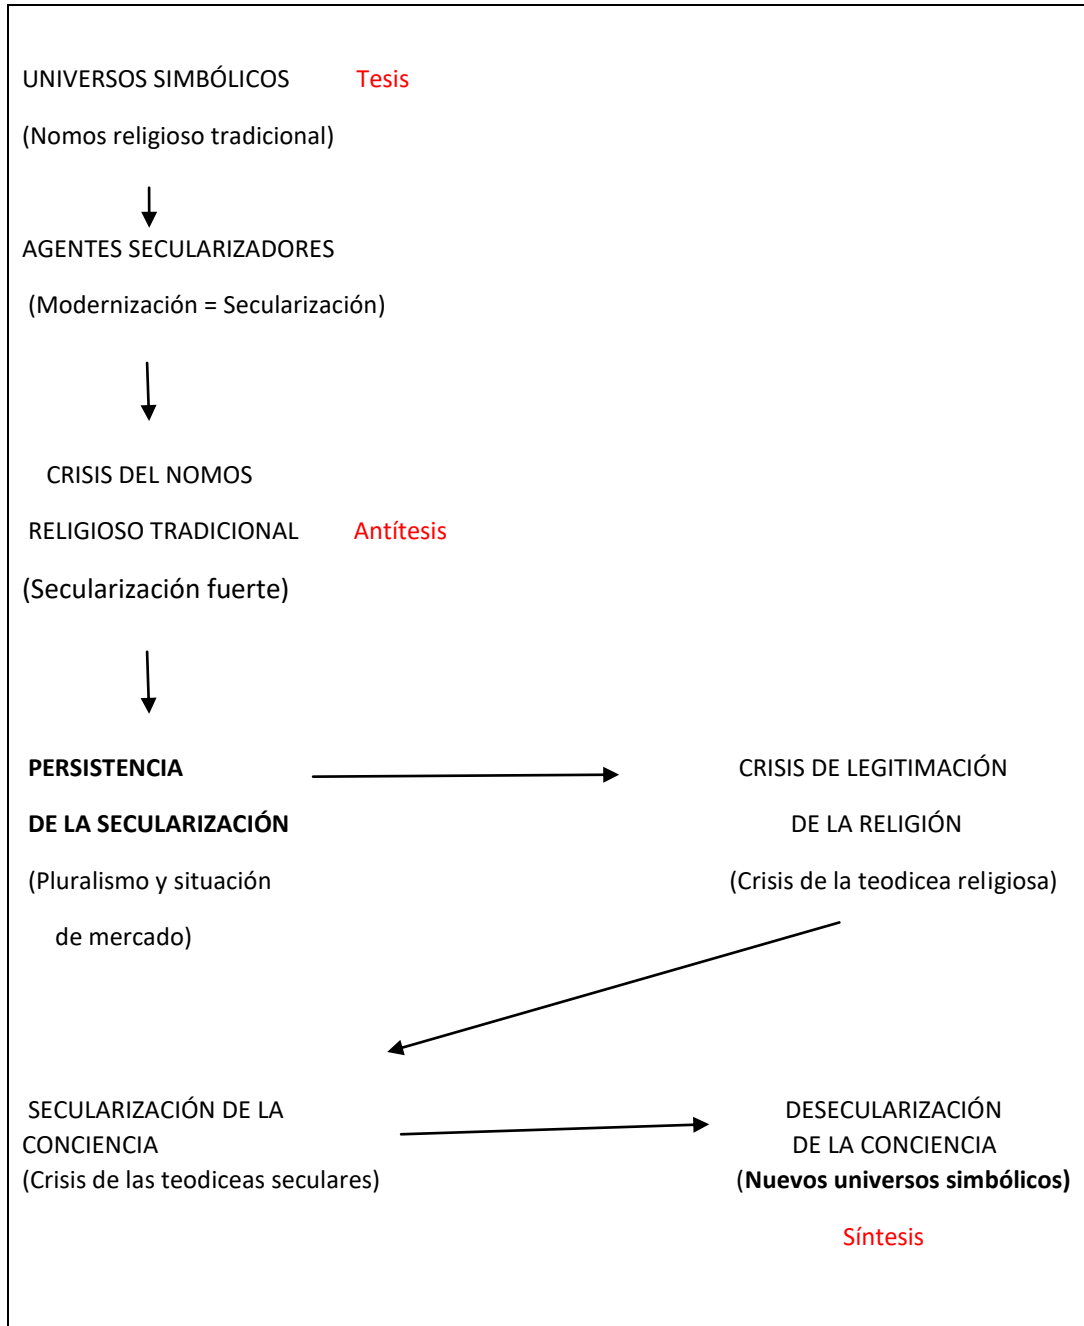 UNIVERSOS SIMBÓLICOS Tesis
(Nomos religioso tradicional)
AGENTES SECULARIZADORES
(Modernización = Secularización)
CRISIS DEL NOMOS
RELIGIOSO TRADICIONAL Antítesis
(Secularización fuerte)
PERSISTENCIA
DE LA SECULARIZACIÓN
(Pluralismo y situación
de mercado)
CRISIS DE LEGITIMACIÓN
DE LA RELIGIÓN
(Crisis de la teodicea religiosa)
SECULARIZACIÓN DE LA
CONCIENCIA
(Crisis de las teodiceas seculares)
DESECULARIZACIÓN
DE LA CONCIENCIA
(Nuevos universos simbólicos)
Síntesis